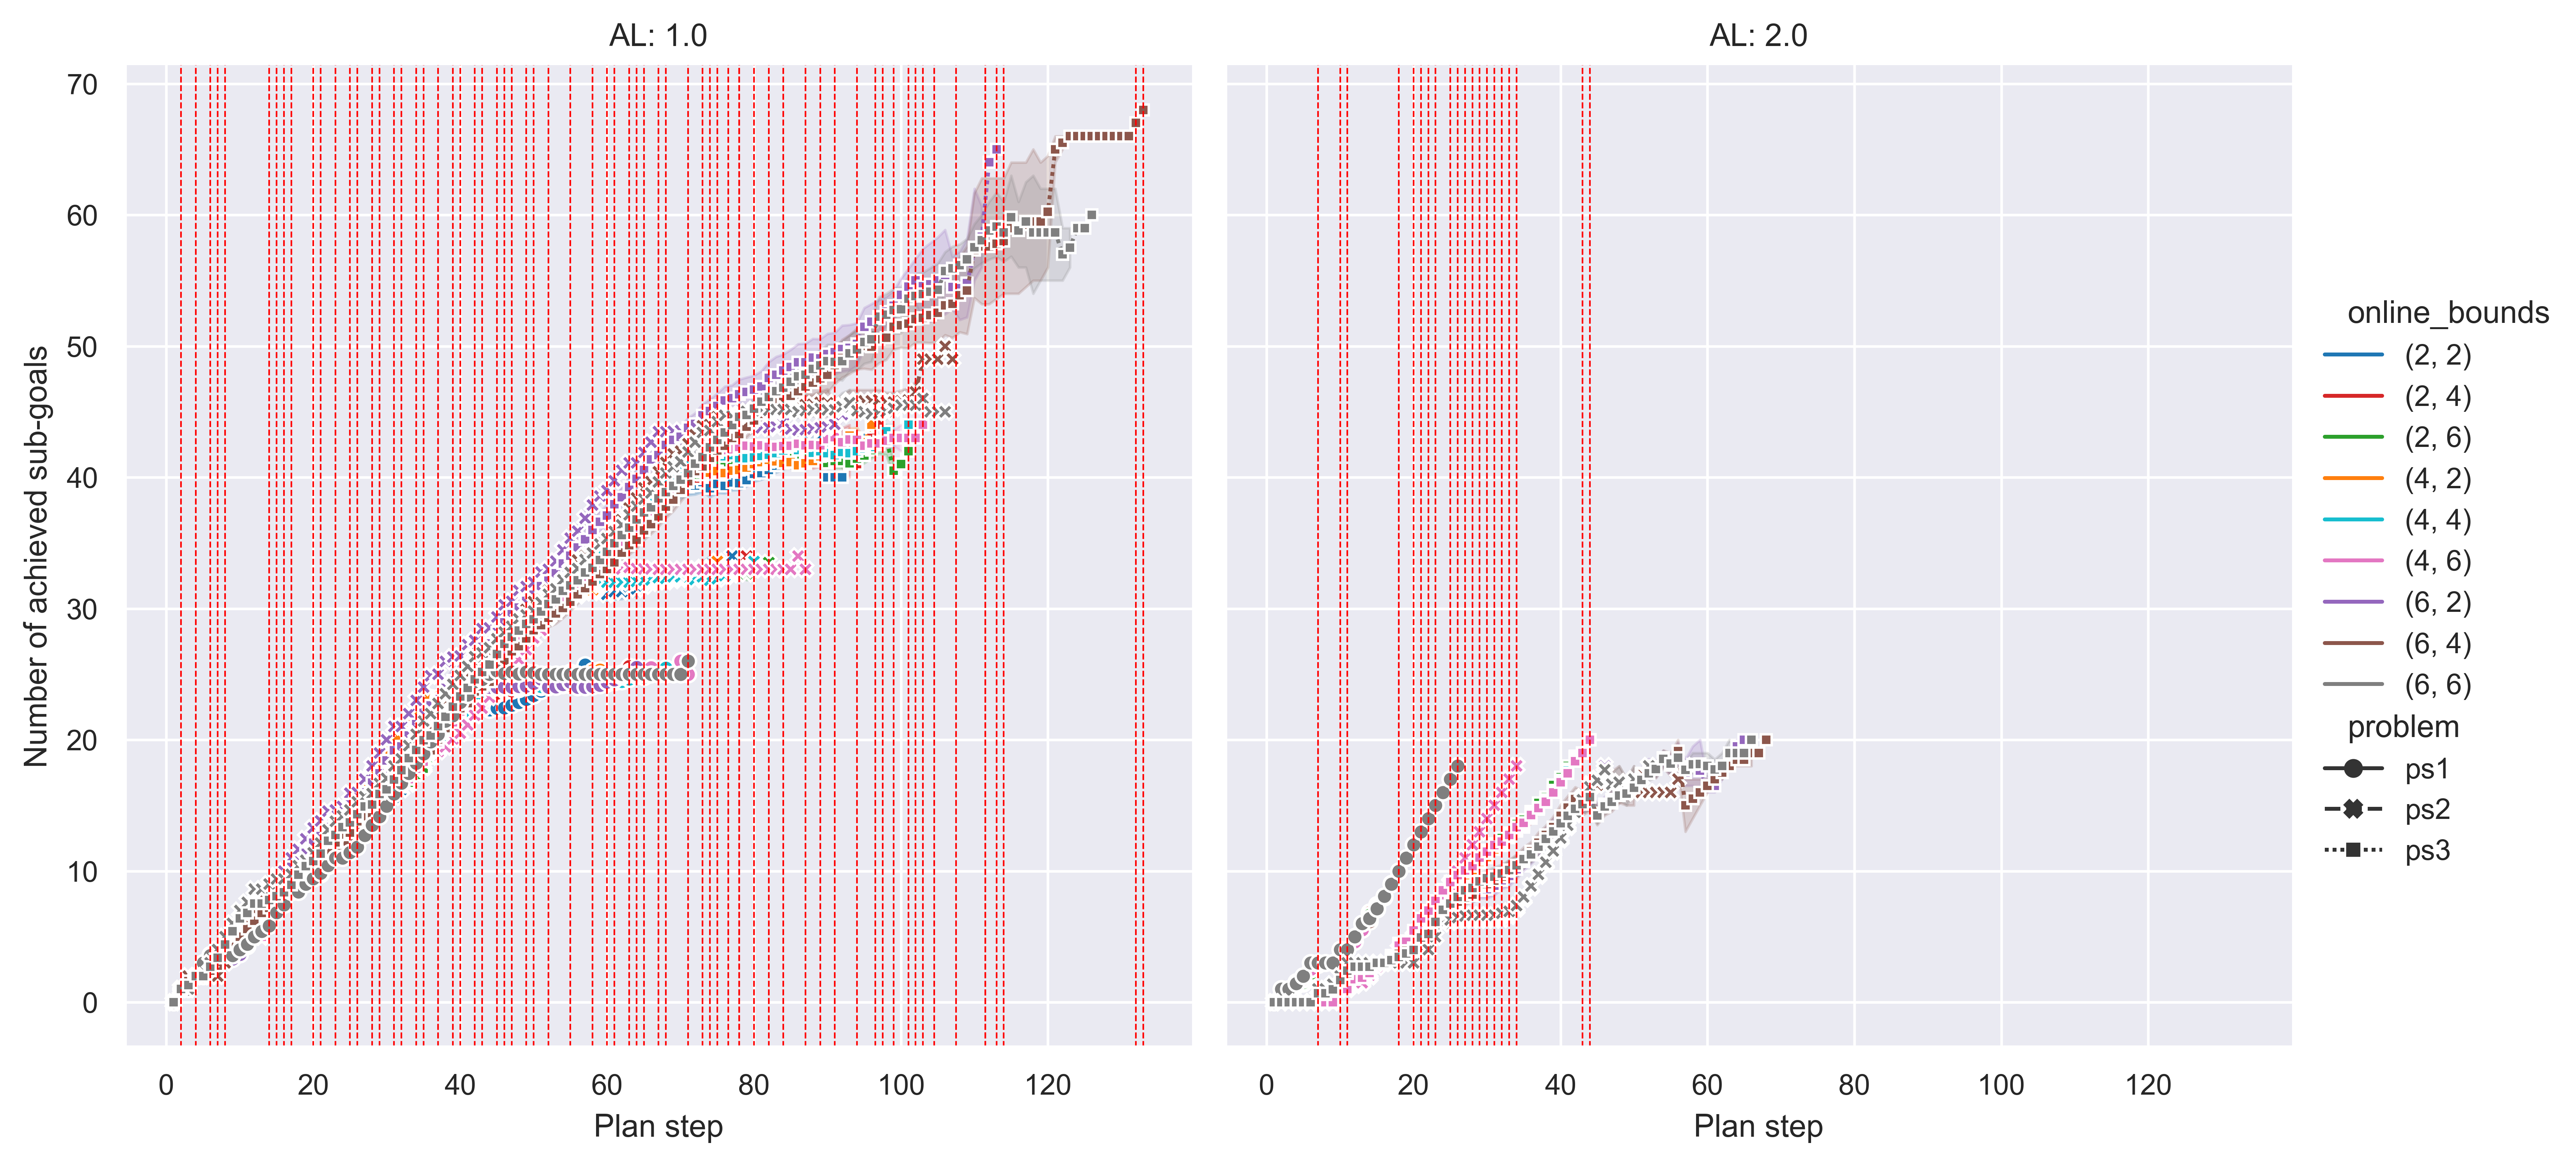 AL: 1.0
AL: 2.0
Number of achieved sub-goals
70
60
50
40
30
20
10
0
0 20 40 60 80 100 120
0 20 40 60 80 100 120
Plan step
Plan step
online_bounds
(2, 2)
(2, 4)
(2, 6)
(4, 2)
(4, 4)
(4, 6)
(6, 2)
(6, 4)
(6, 6)
problem
ps1
ps2
ps3